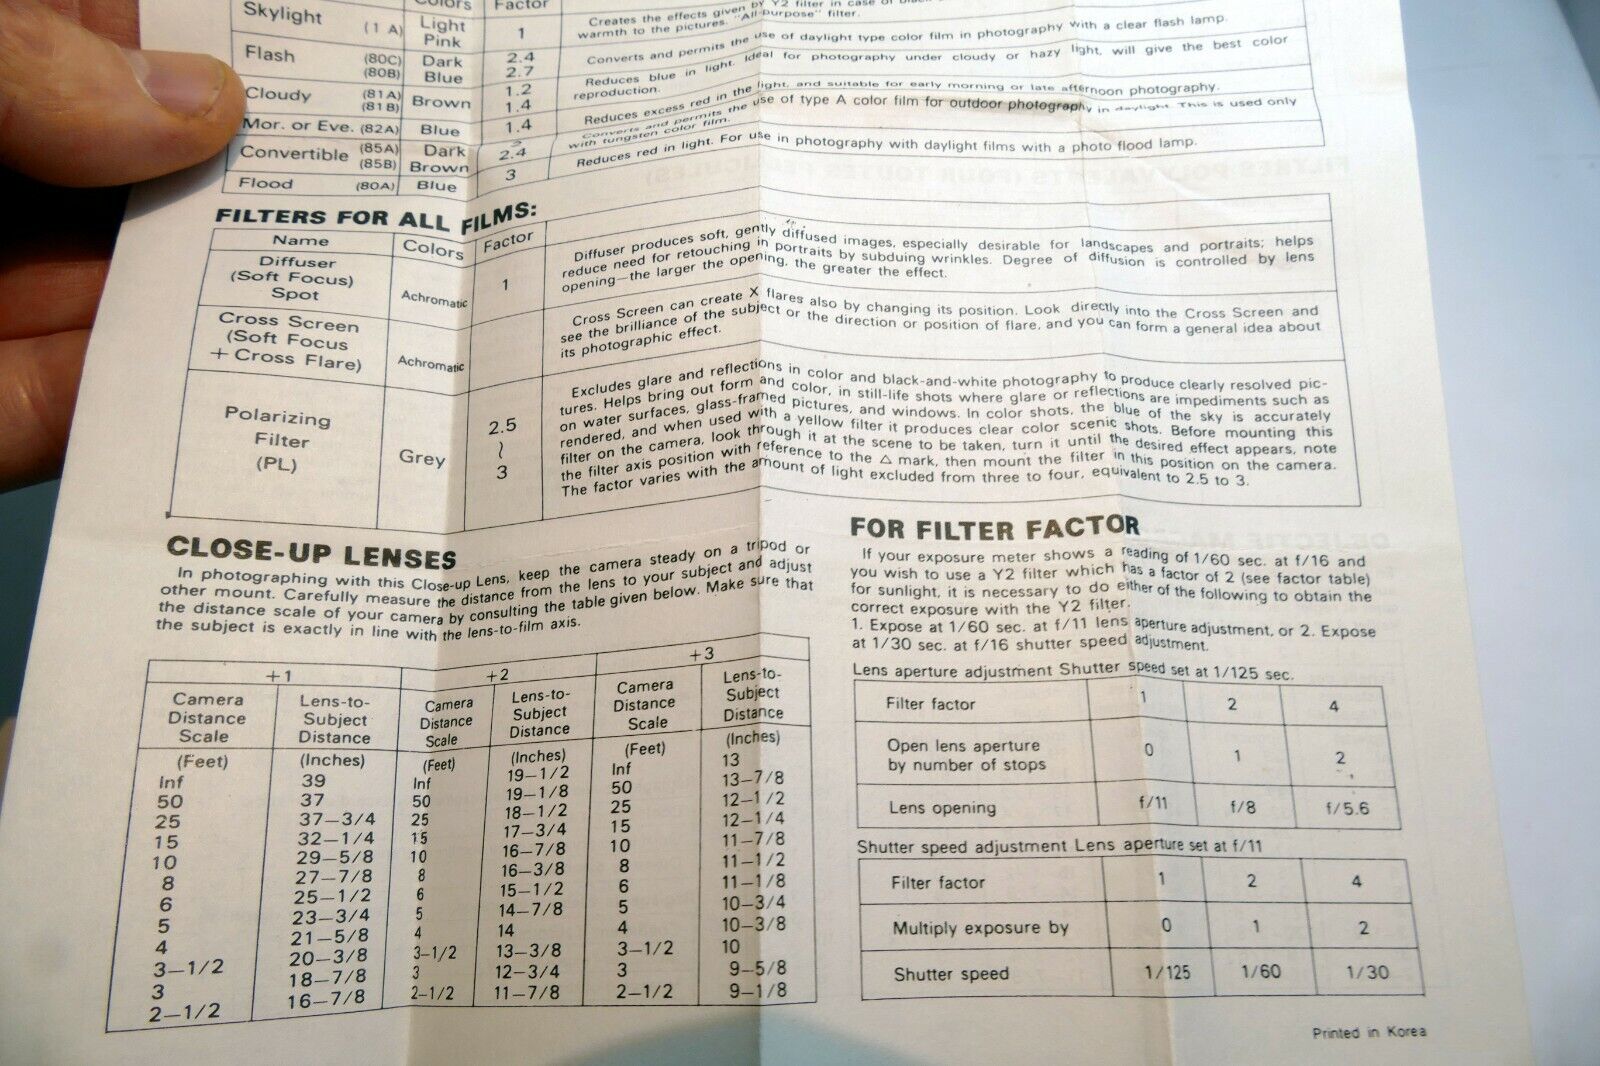 Colors Factor
Skylight (1 A) Light Pink 1
Creates the effects given by Y2 filter in case of
warmth to the pictures. "All-purpose" filter.
Flash (80C) (80B) Dark Blue 2.4 2.7
Converts and permits the use of daylight type color film in photography with a clear flash lamp.
Cloudy (81A) (81B) Brown 1.2 1.4
Reduces blue in light. Ideal for photography under cloudy or hazy light, will give the best color
reproduction.
Mor. or Eve. (82A) Blue 1.4
Reduces excess red in the light, and suitable for early morning or late afternoon photography.
Convertible (85A) (85B) Dark Brown 2 2.4
Converts and permits the use of type A color film for outdoor photography in daylight. This is used only
with tungsten color film.
Flood (80A) Blue 3
Reduces red in light. For use in photography with daylight films with a photo flood lamp.
FILTERS FOR ALL FILMS:
Name Colors Factor
Diffuser
(Soft Focus)
Spot
Achromatic 1
Diffuser produces soft, gently diffused images, especially desirable for landscapes and portraits; helps
reduce need for retouching in portraits by subduing wrinkles. Degree of diffusion is controlled by lens
opening—the larger the opening, the greater the effect.
Cross Screen
(Soft Focus
+ Cross Flare)
Achromatic
Cross Screen can create X flares also by changing its position. Look directly into the Cross Screen and
see the brilliance of the subject or the direction or position of flare, and you can form a general idea about
its photographic effect.
Polarizing
Filter
(PL)
Grey
2.5
~
3
Excludes glare and reflections in color and black-and-white photography to produce clearly resolved pic-
tures. Helps bring out form and color, in still-life shots where glare or reflections are impediments such as
on water surfaces, glass-framed pictures, and windows. In color shots, the blue of the sky is accurately
rendered, and when used with a yellow filter it produces clear color scenic shots. Before mounting this
filter on the camera, look through it at the scene to be taken, turn it until the desired effect appears, note
the filter axis position with reference to the △ mark, then mount the filter in this position on the camera.
The factor varies with the amount of light excluded from three to four, equivalent to 2.5 to 3.
CLOSE-UP LENSES
In photographing with this Close-up Lens, keep the camera steady on a tripod or
other mount. Carefully measure the distance from the lens to your subject and adjust
the distance scale of your camera by consulting the table given below. Make sure that
the subject is exactly in line with the lens-to-film axis.
+1 +2 +3
Camera Distance Scale Lens-to-Subject Distance Camera Distance Scale Lens-to-Subject Distance Camera Distance Scale Lens-to-Subject Distance
(Feet) (Inches) (Feet) (Inches) (Feet) (Inches)
Inf 39 Inf 19—1/2 Inf 13
50 37 50 19—1/8 50 13—7/8
25 37—3/4 25 18—1/2 25 12—1/2
15 32—1/4 15 17—3/4 15 12—1/4
10 29—5/8 10 16—7/8 10 11—7/8
8 27—7/8 8 16—3/8 8 11—1/2
6 25—1/2 6 15—1/2 6 11—1/8
5 23—3/4 5 14—7/8 5 10—3/4
4 21—5/8 4 14 4 10—3/8
3—1/2 20—3/8 3—1/2 13—3/8 3—1/2 10
3 18—7/8 3 12—3/4 3 9—5/8
2—1/2 16—7/8 2—1/2 11—7/8 2—1/2 9—1/8
FOR FILTER FACTOR
If your exposure meter shows a reading of 1/60 sec. at f/16 and
you wish to use a Y2 filter which has a factor of 2 (see factor table)
for sunlight, it is necessary to do either of the following to obtain the
correct exposure with the Y2 filter.
1. Expose at 1/60 sec. at f/11 lens aperture adjustment, or 2. Expose
at 1/30 sec. at f/16 shutter speed adjustment.
Lens aperture adjustment Shutter speed set at 1/125 sec.
Filter factor 1 2 4
Open lens aperture
by number of stops 0 1 2
Lens opening f/11 f/8 f/5.6
Shutter speed adjustment Lens aperture set at f/11
Filter factor 1 2 4
Multiply exposure by 0 1 2
Shutter speed 1/125 1/60 1/30
Printed in Korea